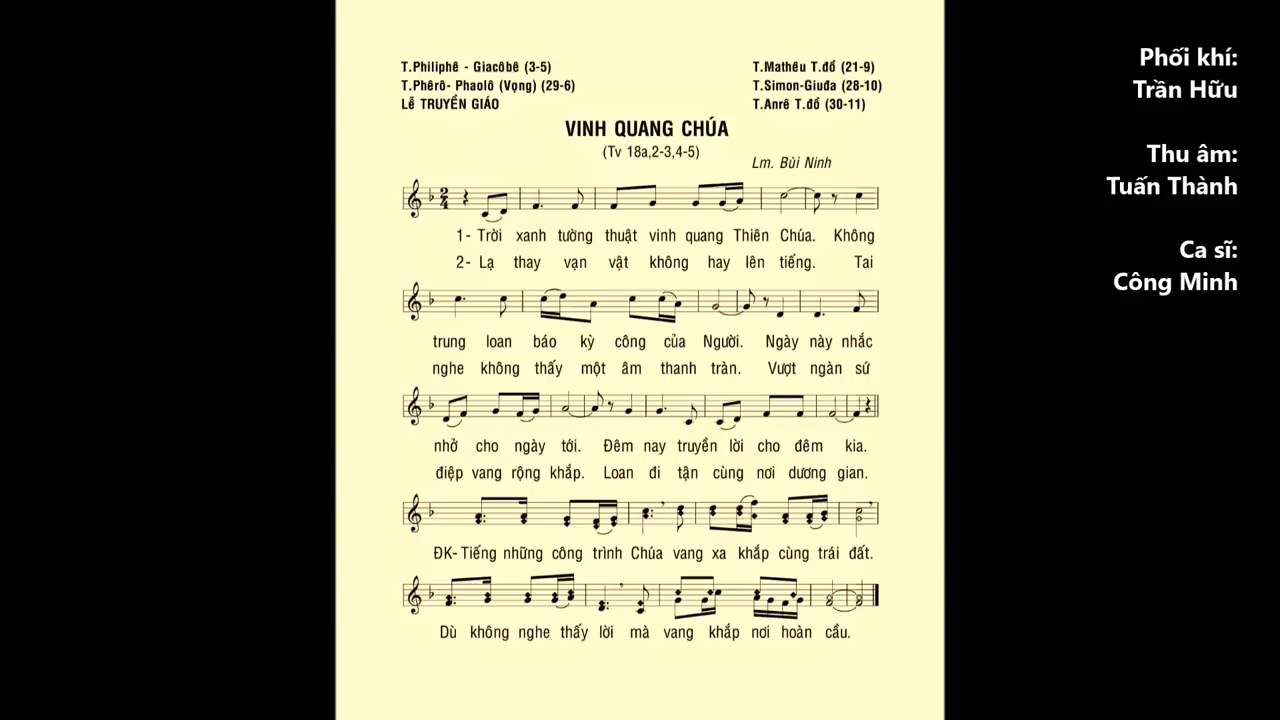 T.Philiphê - Giacôbê (3-5)
T.Phêrô- Phaolô (Vọng) (29-6)
Lễ TRUYỀN GIÁO
T.Mathêu T.đồ (21-9)
T.Simon-Giuđa (28-10)
T.Anrê T.đồ (30-11)
VINH QUANG CHÚA
(Tv 18a,2-3,4-5)
Lm. Bùi Ninh
1- Trời xanh tường thuật vinh quang Thiên Chúa. Không
2- Lạ thay vạn vật không hay lên tiếng. Tai
trung loan báo kỳ công của Người. Ngày này nhắc
nghe không thấy một âm thanh tràn. Vượt ngàn sứ
nhở cho ngày tới. Đêm nay truyền lời cho đêm kia.
điệp vang rộng khắp. Loan đi tận cùng nơi dương gian.
ĐK- Tiếng những công trình Chúa vang xa khắp cùng trái đất.
Dù không nghe thấy lời mà vang khắp nơi hoàn cầu.
Phối khí:
Trần Hữu
Thu âm:
Tuấn Thành
Ca sĩ:
Công Minh